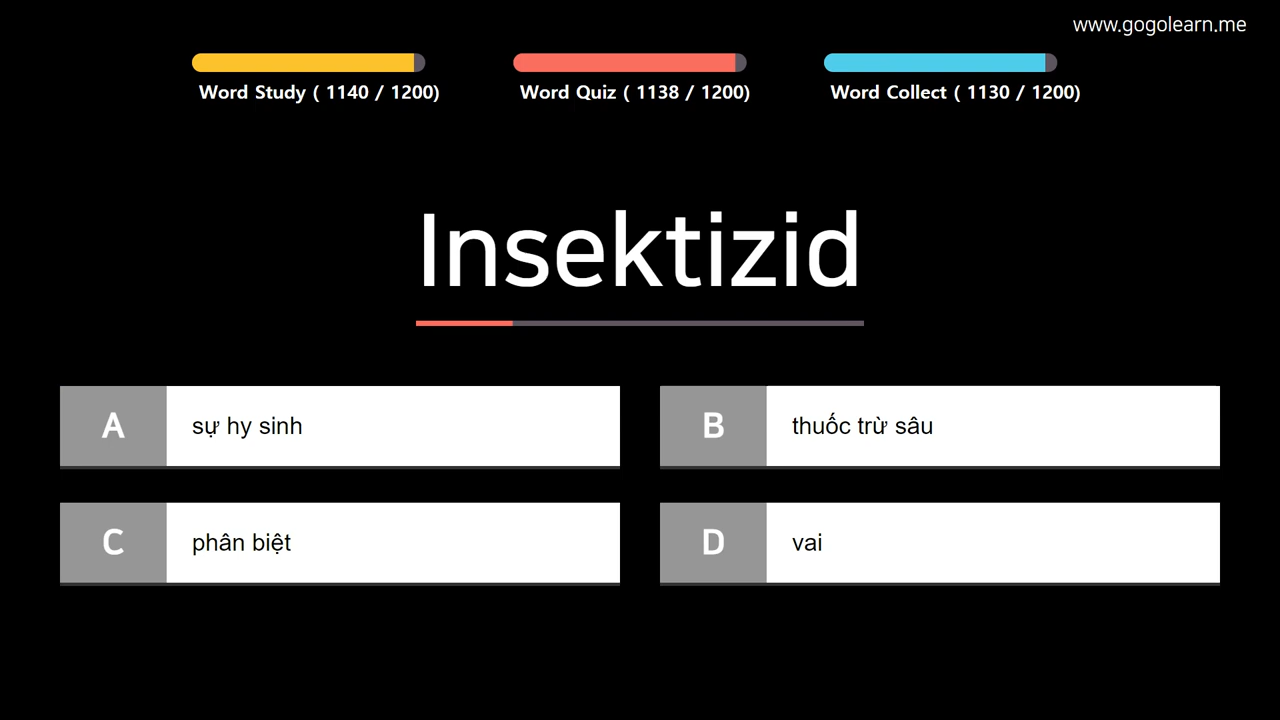 www.gogolearn.me
Word Study ( 1140 / 1200)
Word Quiz ( 1138 / 1200)
Word Collect ( 1130 / 1200)
Insektizid
A
sự hy sinh
B
thuốc trừ sâu
C
phân biệt
D
vai